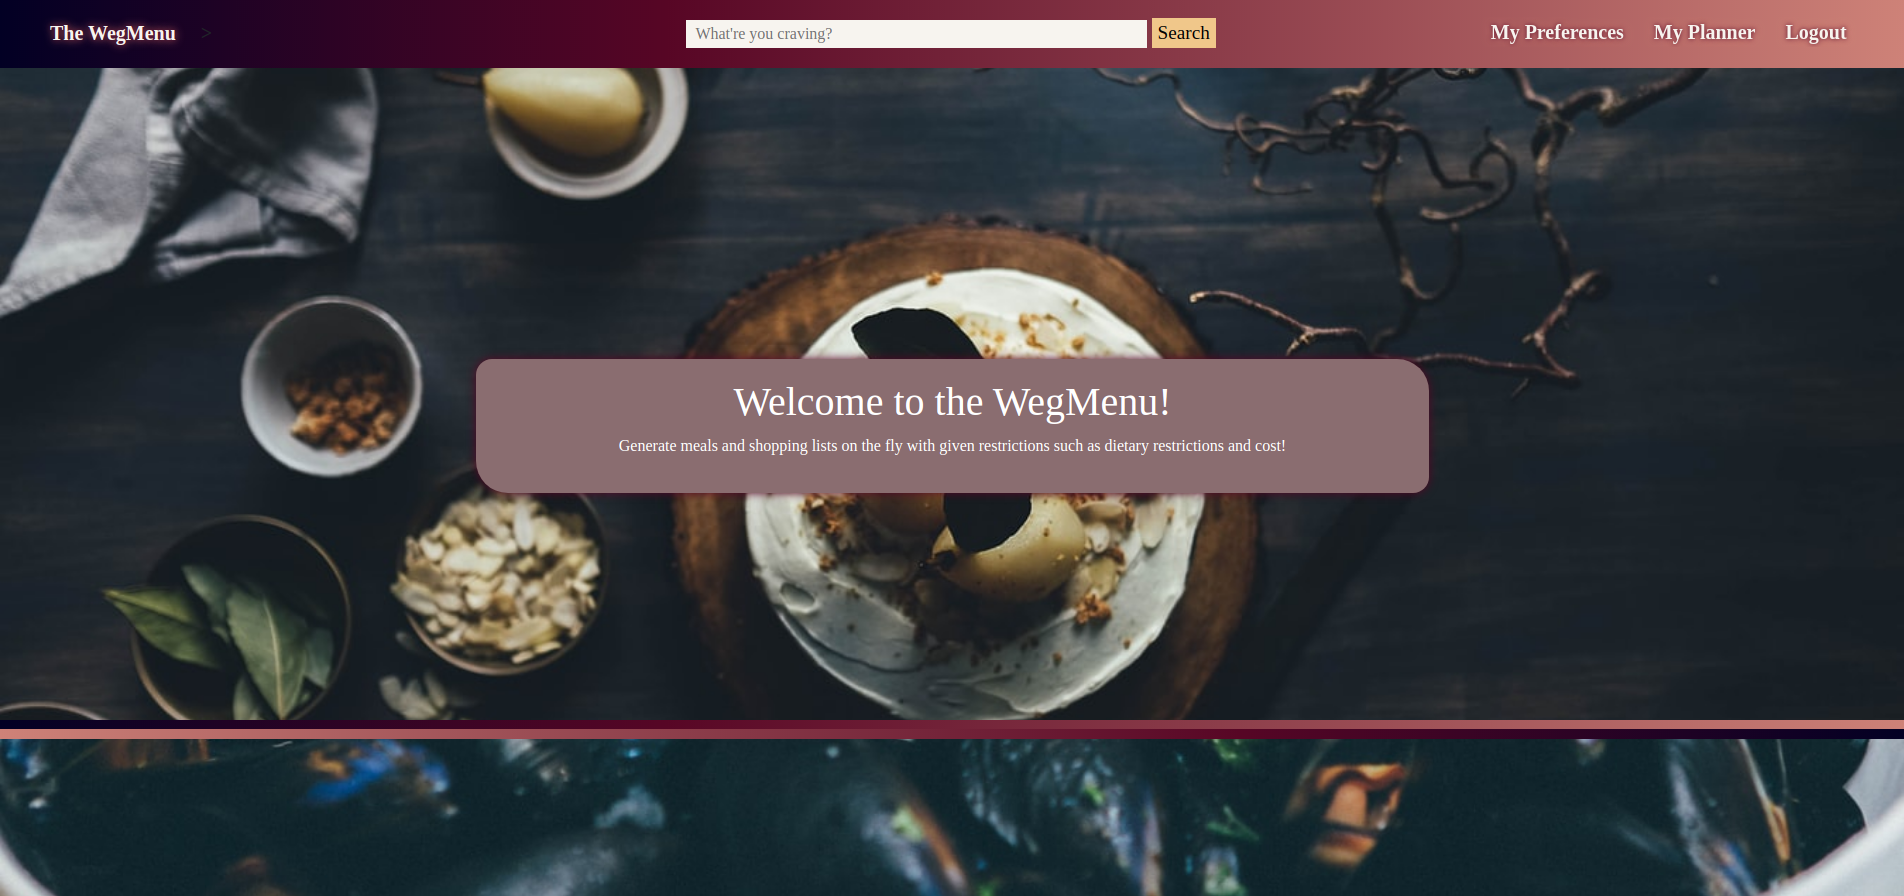 The WegMenu >
What're you craving? Search
My Preferences My Planner Logout
Welcome to the WegMenu!
Generate meals and shopping lists on the fly with given restrictions such as dietary restrictions and cost!